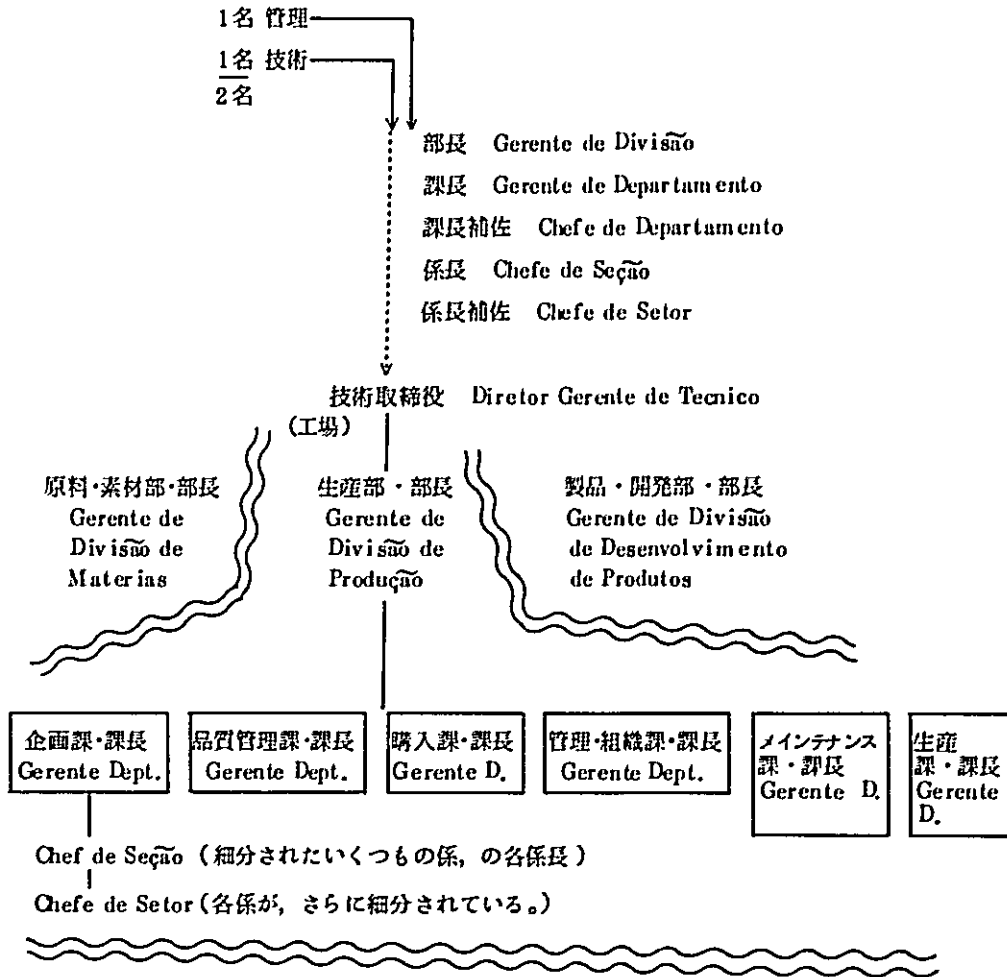 1名 管理
1名 技術
2名
部長 Gerente de Divisão
課長 Gerente de Departamento
課長補佐 Chefe de Departamento
係長 Chefe de Seção
係長補佐 Chefe de Setor
技術取締役 Diretor Gerente de Tecnico
(工場)
原料・素材部・部長
Gerente de
Divisão de
Materias
生産部・部長
Gerente de
Divisão de
Produção
製品・開発部・部長
Gerente de Divisão
de Desenvolvimento
de Produtos
企画課・課長
Gerente Dept.
品質管理課・課長
Gerente Dept.
購入課・課長
Gerente D.
管理・組織課・課長
Gerente Dept.
メインテナンス
課・課長
Gerente D.
生産
課・課長
Gerente
D.
Chef de Seção (細分されたいくつもの係, の各係長)
Chefe de Setor (各係が, さらに細分されている。)